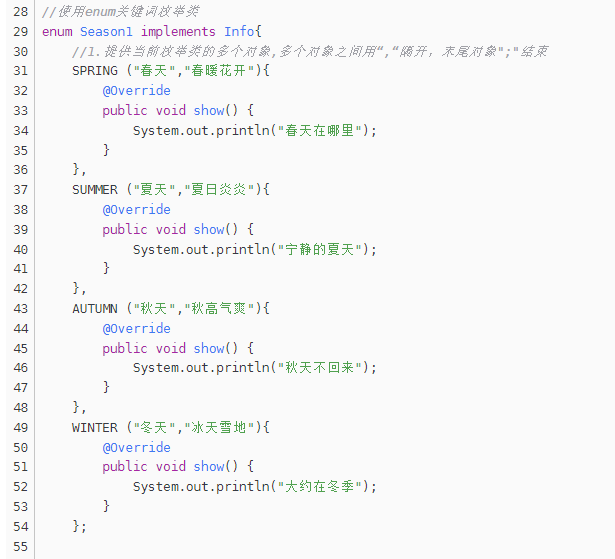 28 //使用enum关键词枚举类
29 enum Season1 implements Info{
30     //1.提供当前枚举类的多个对象,多个对象之间用“,“隔开，末尾对象";"结束
31     SPRING ("春天","春暖花开"){
32         @Override
33         public void show() {
34             System.out.println("春天在哪里");
35         }
36     },
37     SUMMER ("夏天","夏日炎炎"){
38         @Override
39         public void show() {
40             System.out.println("宁静的夏天");
41         }
42     },
43     AUTUMN ("秋天","秋高气爽"){
44         @Override
45         public void show() {
46             System.out.println("秋天不回来");
47         }
48     },
49     WINTER ("冬天","冰天雪地"){
50         @Override
51         public void show() {
52             System.out.println("大约在冬季");
53         }
54     };
55